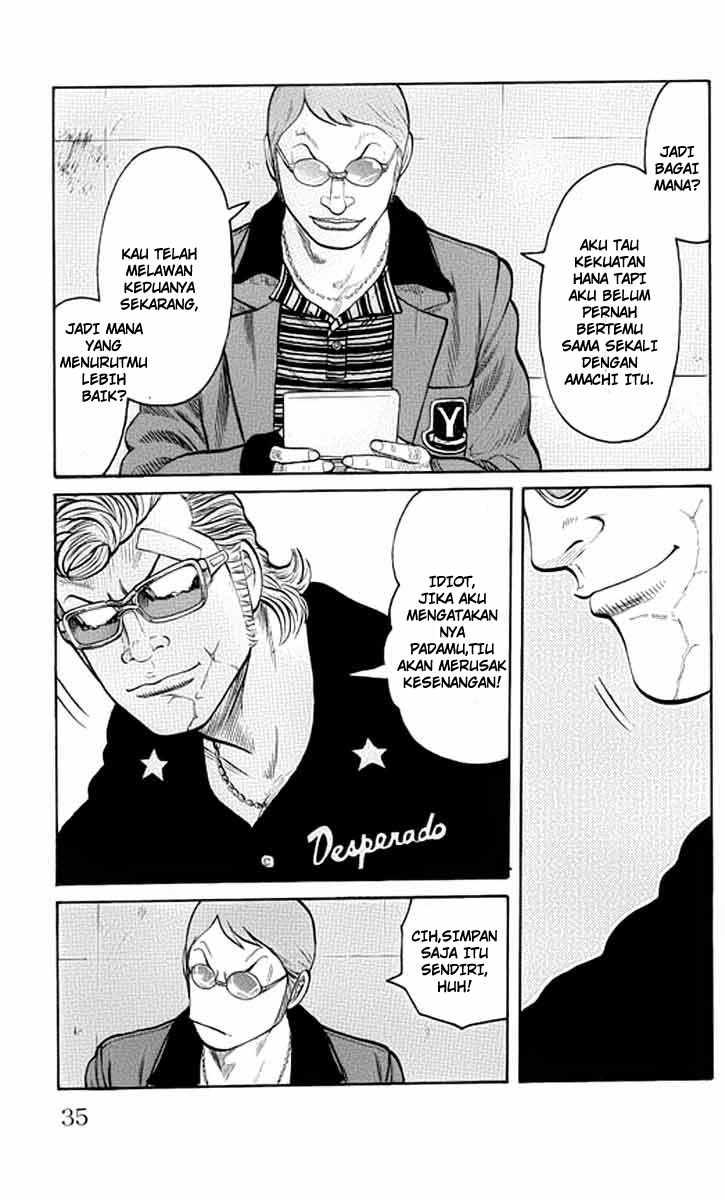 JADI
BAGAI
MANA?
AKU TAU
KEKUATAN
HANA TAPI
AKU BELUM
PERNAH
BERTEMU
SAMA SEKALI
DENGAN
AMACHI ITU.
KAU TELAH
MELAWAN
KEDUANYA
SEKARANG,
JADI MANA
YANG
MENURUTMU
LEBIH
BAIK?
Y
IDIOT,
JIKA AKU
MENGATAKAN
NYA
PADAMU,TIU
AKAN MERUSAK
KESENANGAN!
Desperado
CIH,SIMPAN
SAJA ITU
SENDIRI,
HUH!
35